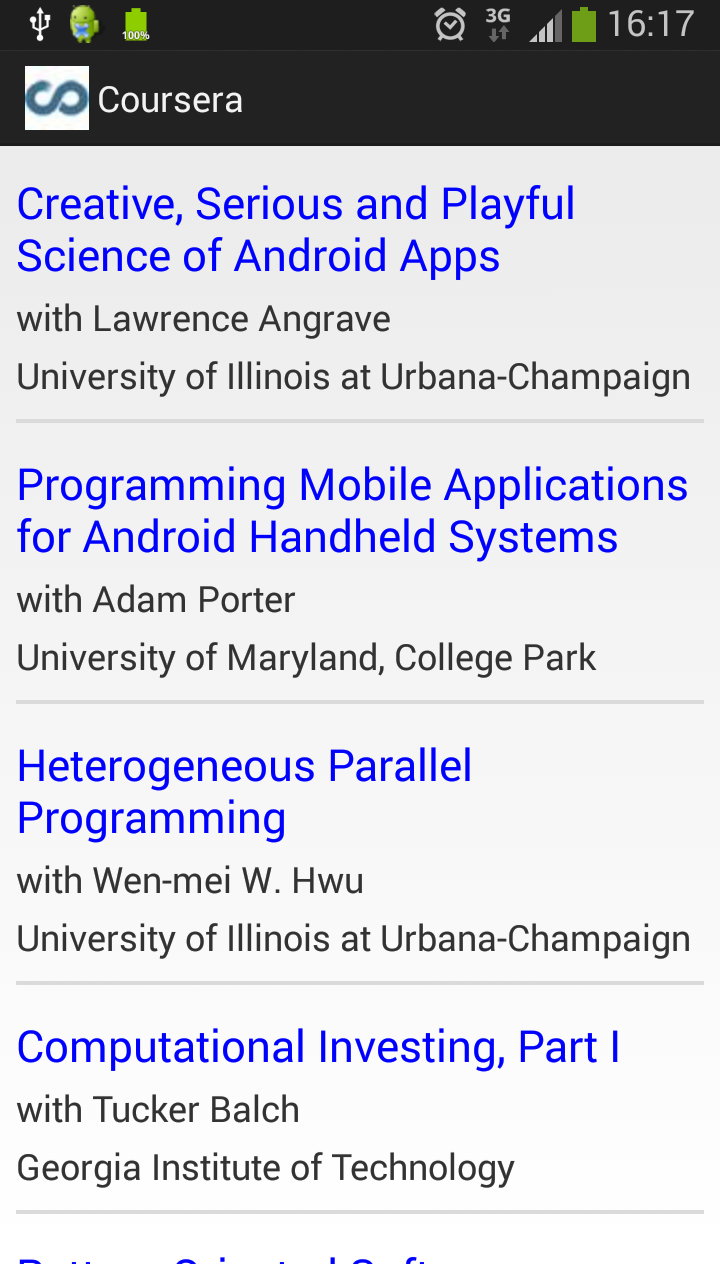 100%
3G
16:17
Coursera
Creative, Serious and Playful
Science of Android Apps
with Lawrence Angrave
University of Illinois at Urbana-Champaign
Programming Mobile Applications
for Android Handheld Systems
with Adam Porter
University of Maryland, College Park
Heterogeneous Parallel
Programming
with Wen-mei W. Hwu
University of Illinois at Urbana-Champaign
Computational Investing, Part I
with Tucker Balch
Georgia Institute of Technology